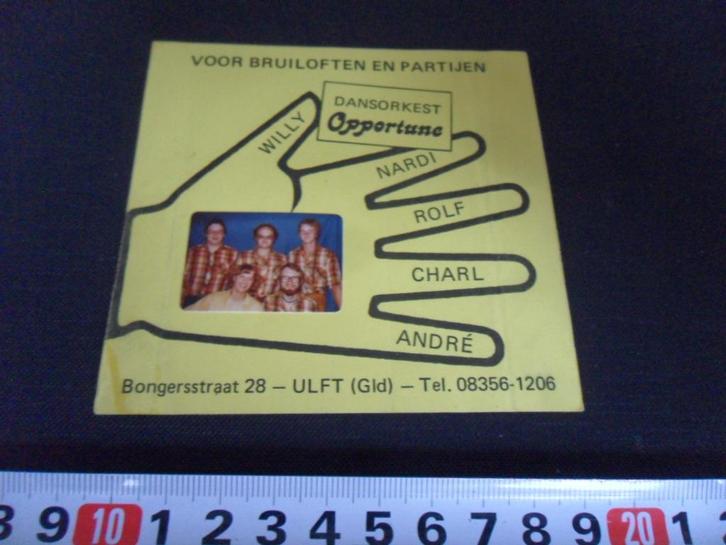 VOOR BRUILOFTEN EN PARTIJEN
DANSORKEST
Opportune
WILLY
NARDI
ROLF
CHARL
ANDRÉ
Bongersstraat 28 — ULFT (Gld) — Tel. 08356-1206
9 10 1 2 3 4 5 6 7 8 9 20 1